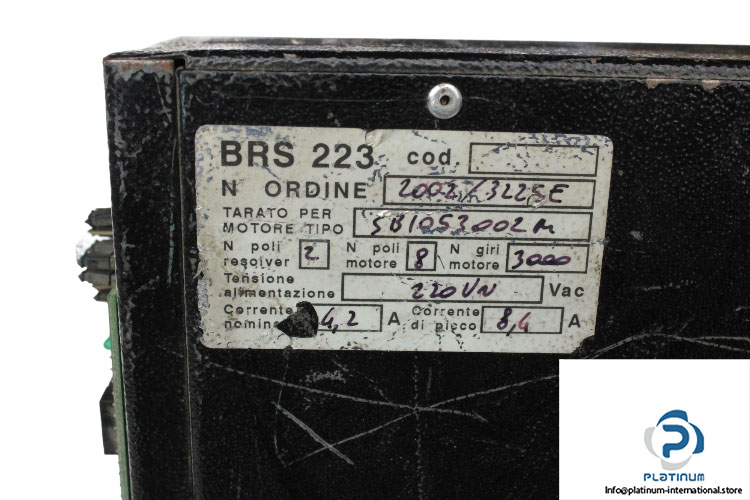 BRS 223 cod.
N ORDINE 2002/3225E
TARATO PER
MOTORE TIPO SB1053002M
N poli resolver 2 N poli motore 8 N giri motore 3000
Tensione
alimentazione 220VN Vac
Corrente 4,2 A Corrente di picco 8,4 A
PLATINUM
Info@platinum-international.store